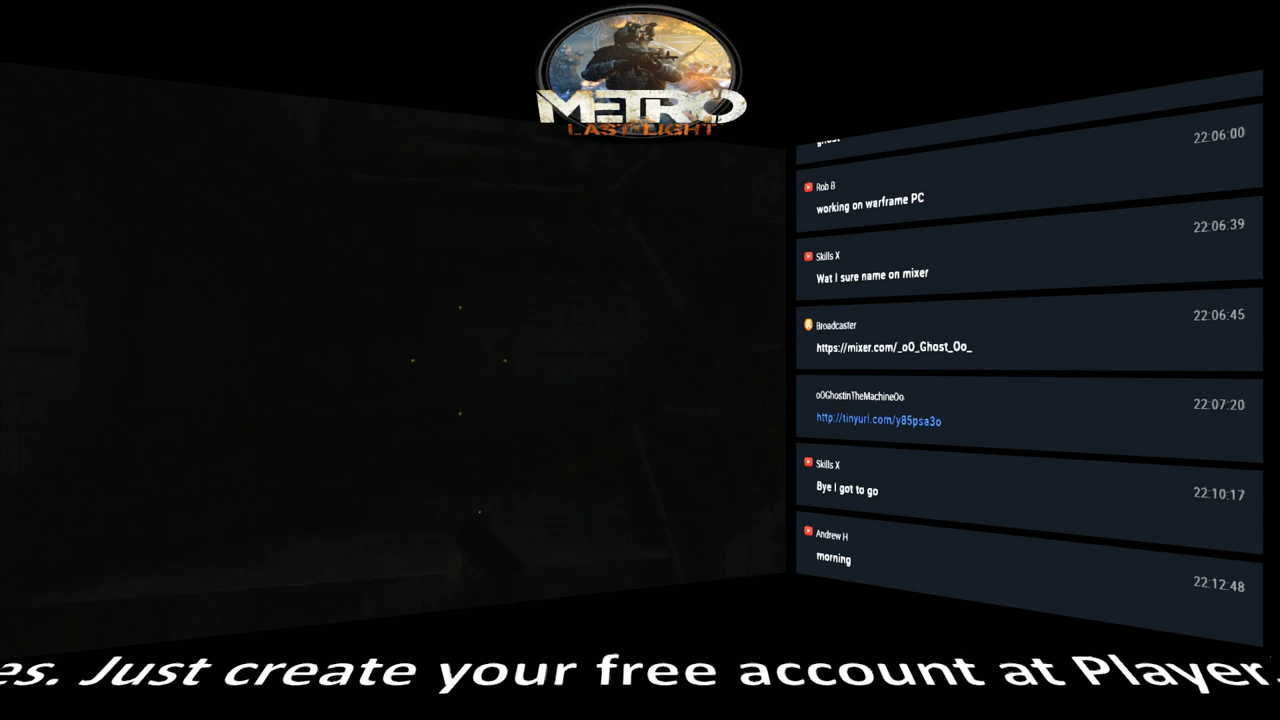 METRO
LAST LIGHT
ghost
22:06:00
Rob B
working on warframe PC
22:06:39
Skills X
Wat I sure name on mixer
22:06:45
Broadcaster
https://mixer.com/_oO_Ghost_Oo_
22:07:20
oOGhostinTheMachineOo
http://tinyurl.com/y85psa3o
22:10:17
Skills X
Bye I got to go
22:12:48
Andrew H
morning
es. Just create your free account at Player.